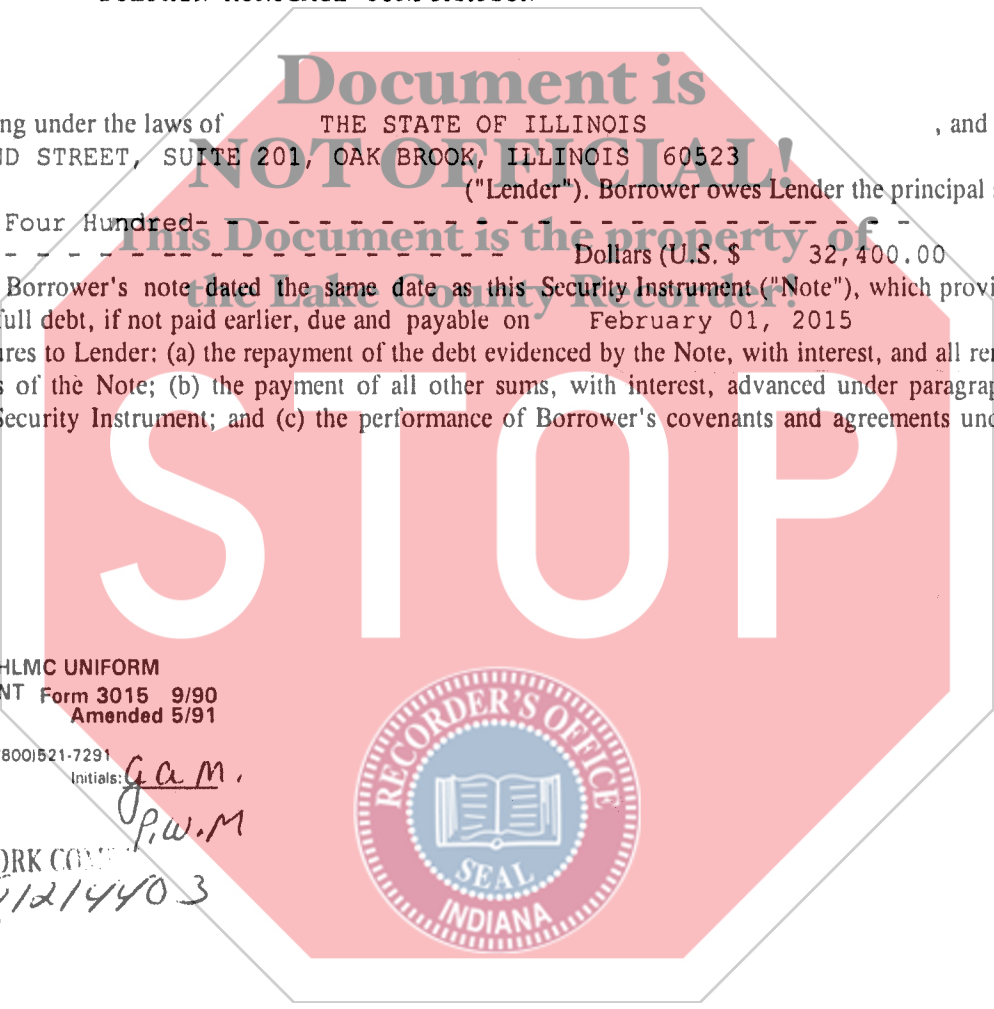 Document is
ng under the laws of THE STATE OF ILLINOIS , and
ND STREET, SUITE 201, OAK BROOK, ILLINOIS 60523
NOT OFFICIAL!
("Lender"). Borrower owes Lender the principal
Four Hundred- - - - - - - - - - - - - - - - - - - - - - - - - - - -
This Document is the property of
- - - - - - - - - - - - - - - - - - - - Dollars (U.S. $ 32,400.00
the Lake County Recorder!
Borrower's note dated the same date as this Security Instrument ("Note"), which provi
full debt, if not paid earlier, due and payable on February 01, 2015
ures to Lender: (a) the repayment of the debt evidenced by the Note, with interest, and all re
s of the Note; (b) the payment of all other sums, with interest, advanced under paragrap
Security Instrument; and (c) the performance of Borrower's covenants and agreements und
STOP
HLMC UNIFORM
NT Form 3015 9/90
Amended 5/91
800)521-7291
Initials: G.A.M.
P.W.M
ORK COM
1214403
RECORDER'S OFFICE
SEAL
INDIANA